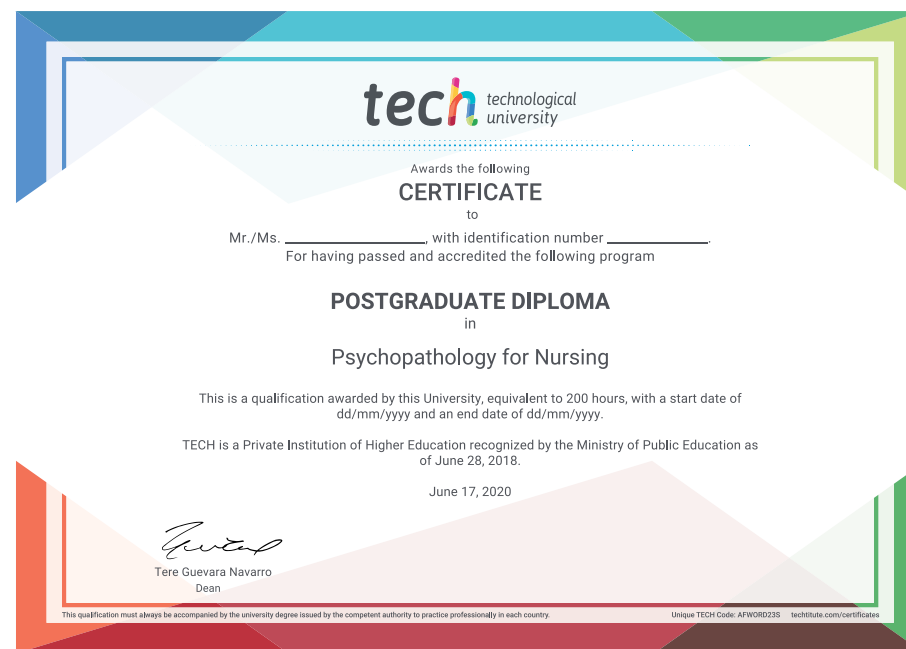 tech technological
university
Awards the following
CERTIFICATE
to
Mr./Ms. ____________________, with identification number ______________.
For having passed and accredited the following program
POSTGRADUATE DIPLOMA
in
Psychopathology for Nursing
This is a qualification awarded by this University, equivalent to 200 hours, with a start date of
dd/mm/yyyy and an end date of dd/mm/yyyy.
TECH is a Private Institution of Higher Education recognized by the Ministry of Public Education as
of June 28, 2018.
June 17, 2020
Tere Guevara Navarro
Dean
This qualification must always be accompanied by the university degree issued by the competent authority to practice professionally in each country. Unique TECH Code: AFWORD23S techtitute.com/certificates